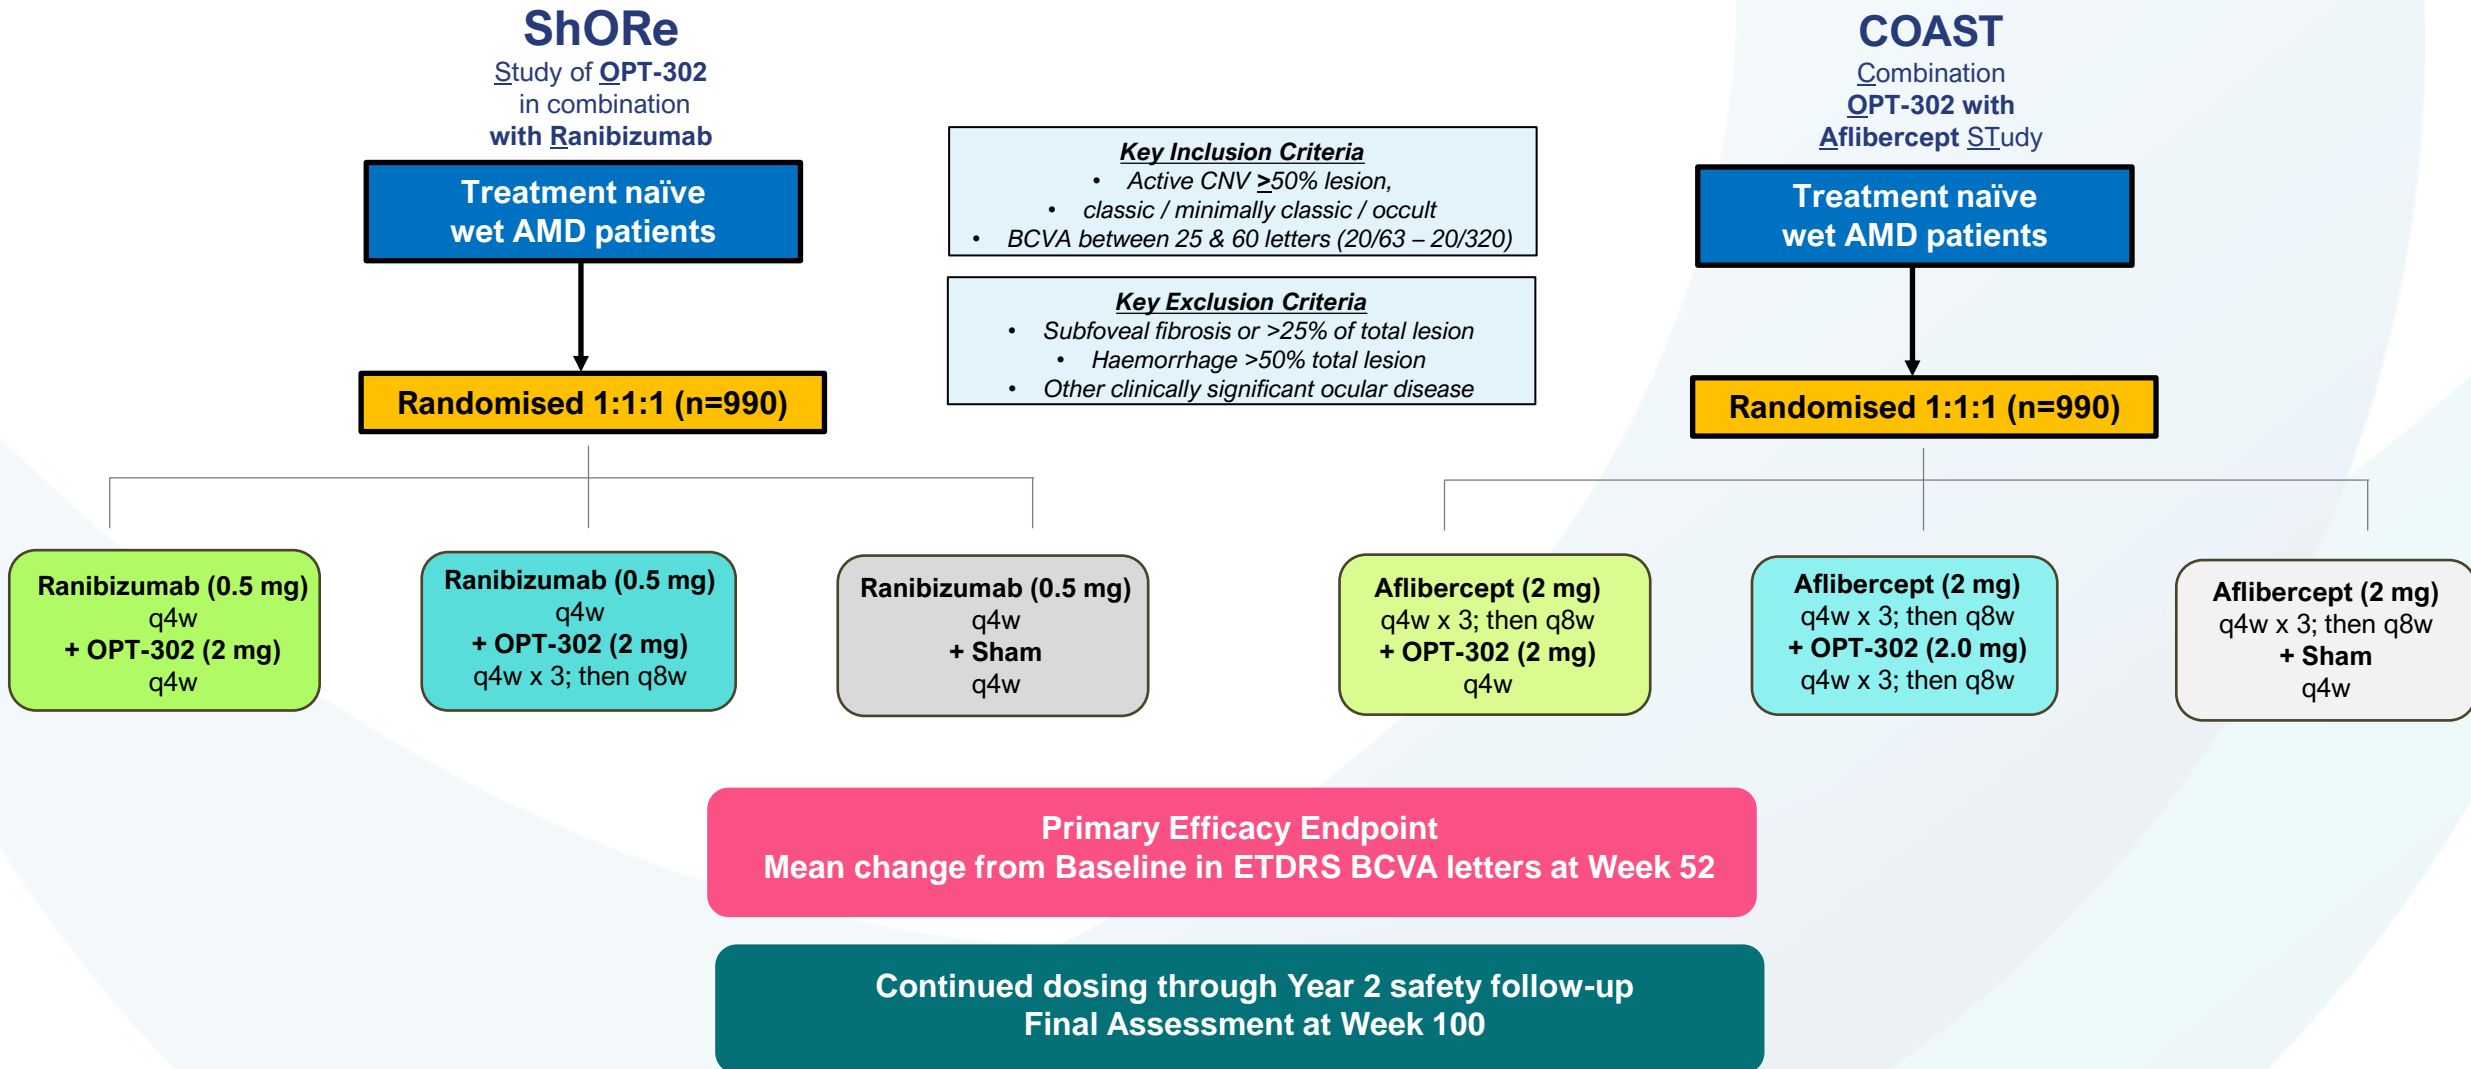 ShORe
Study of OPT-302
in combination
with Ranibizumab
Treatment naïve
wet AMD patients
Randomised 1:1:1 (n=990)
Ranibizumab (0.5 mg)
q4w
+ OPT-302 (2 mg)
q4w
Ranibizumab (0.5 mg)
q4w
+ OPT-302 (2 mg)
q4w x 3; then q8w
Ranibizumab (0.5 mg)
q4w
+ Sham
q4w
Key Inclusion Criteria
• Active CNV >50% lesion,
• classic / minimally classic / occult
• BCVA between 25 & 60 letters (20/63 – 20/320)
Key Exclusion Criteria
• Subfoveal fibrosis or >25% of total lesion
• Haemorrhage >50% total lesion
• Other clinically significant ocular disease
COAST
Combination
OPT-302 with
Aflibercept STudy
Treatment naïve
wet AMD patients
Randomised 1:1:1 (n=990)
Aflibercept (2 mg)
q4w x 3; then q8w
+ OPT-302 (2 mg)
q4w
Aflibercept (2 mg)
q4w x 3; then q8w
+ OPT-302 (2.0 mg)
q4w x 3; then q8w
Aflibercept (2 mg)
q4w x 3; then q8w
+ Sham
q4w
Primary Efficacy Endpoint
Mean change from Baseline in ETDRS BCVA letters at Week 52
Continued dosing through Year 2 safety follow-up
Final Assessment at Week 100